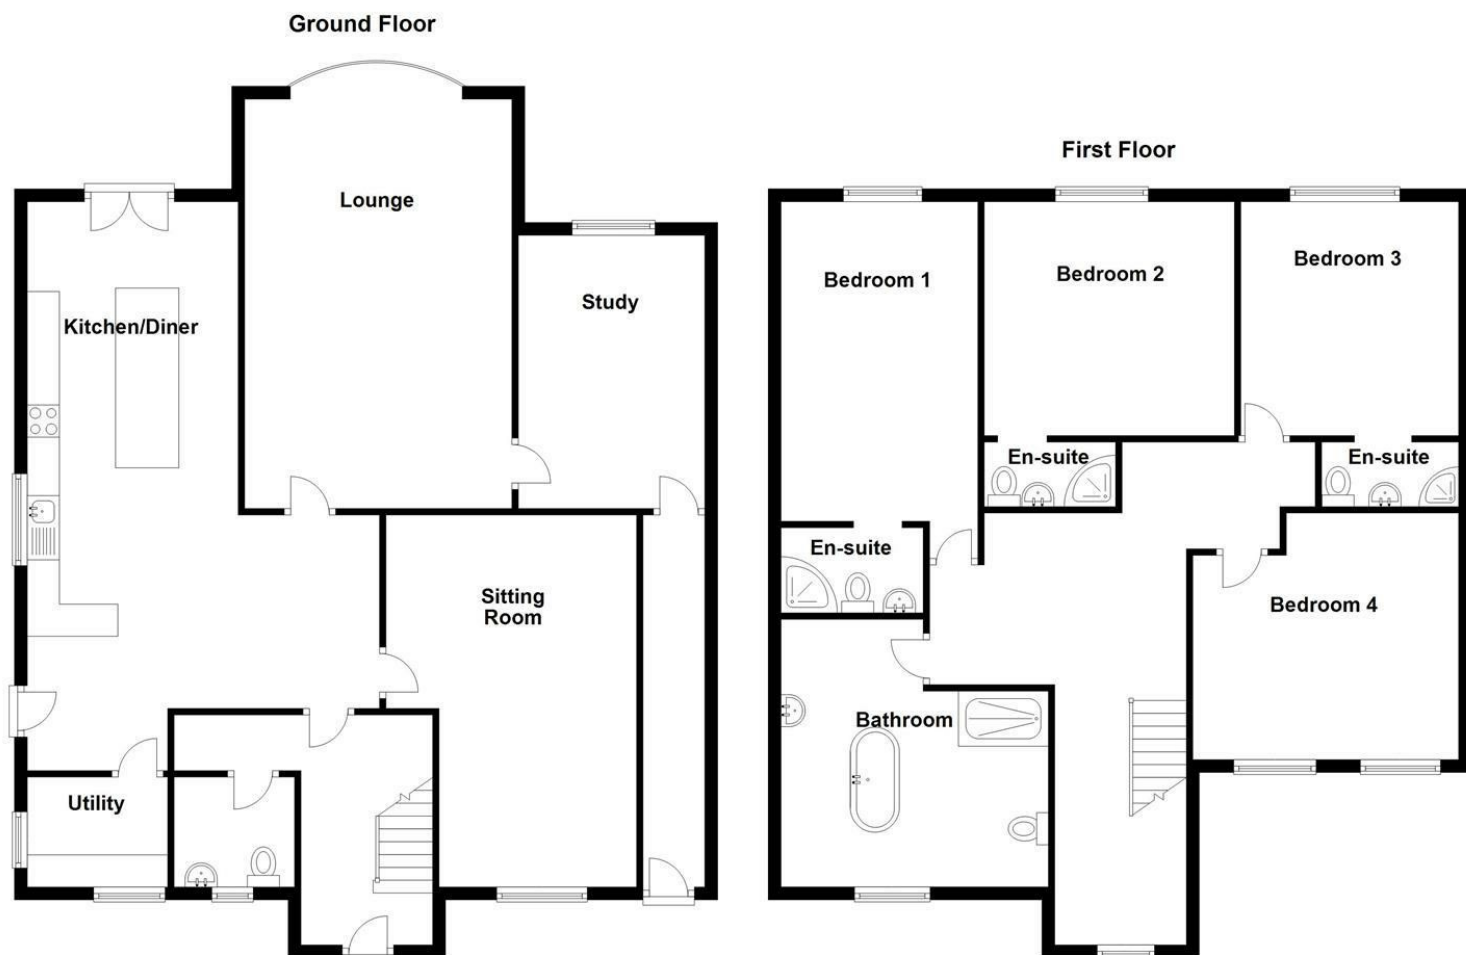 Ground Floor
Lounge
Study
Kitchen/Diner
Sitting
Room
Utility
First Floor
Bedroom 1
Bedroom 2
Bedroom 3
En-suite
En-suite
En-suite
Bedroom 4
Bathroom